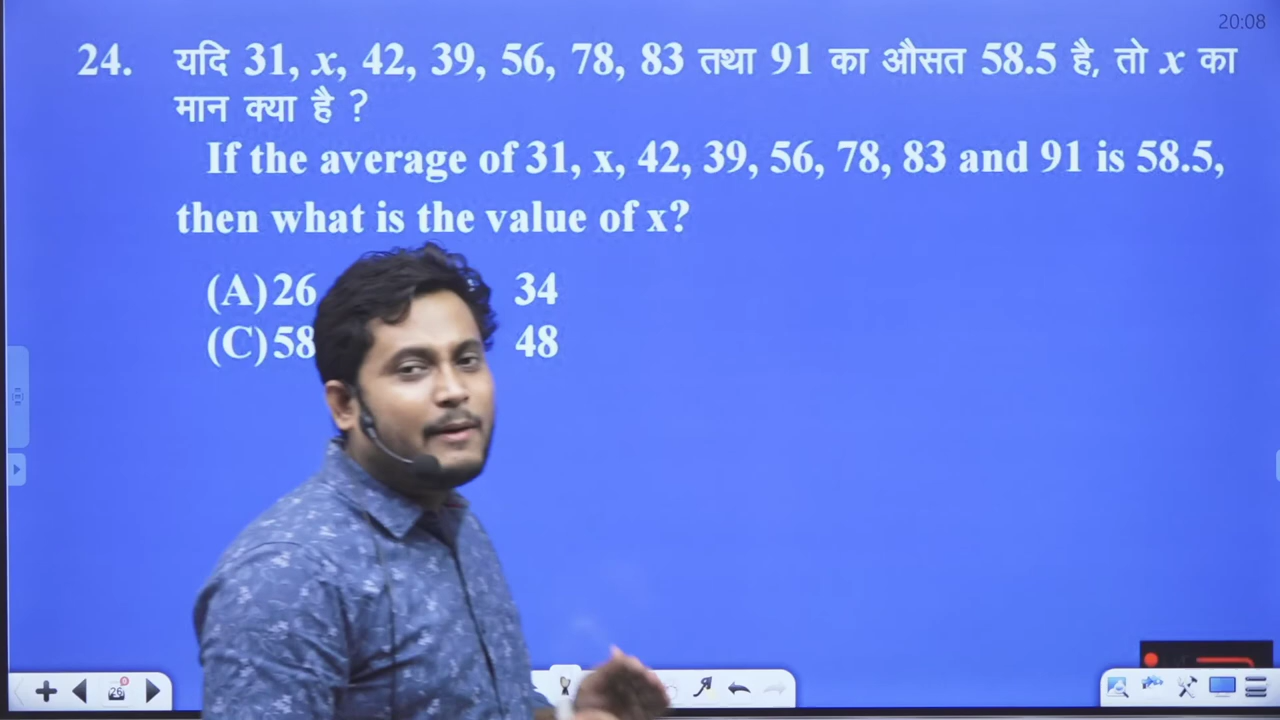 20:08
24. यदि 31, x, 42, 39, 56, 78, 83 तथा 91 का औसत 58.5 है, तो x का
मान क्या है ?
If the average of 31, x, 42, 39, 56, 78, 83 and 91 is 58.5,
then what is the value of x?
(A) 26 34
(C) 58 48
26